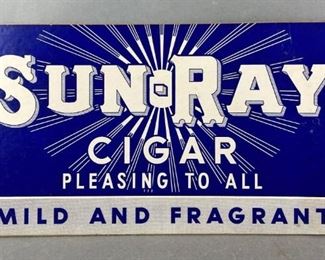 SUN-RAY
CIGAR
PLEASING TO ALL
MILD AND FRAGRANT